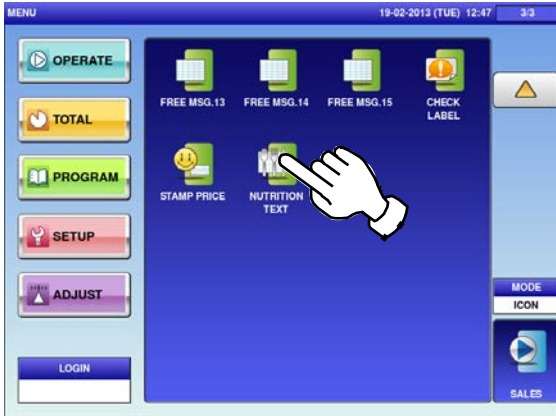 MENU 19-02-2013 (TUE) 12:47 3/3
OPERATE
TOTAL
PROGRAM
SETUP
ADJUST
LOGIN
FREE MSG.13 FREE MSG.14 FREE MSG.15 CHECK
LABEL
STAMP PRICE NUTRITION
TEXT
MODE
ICON
SALES